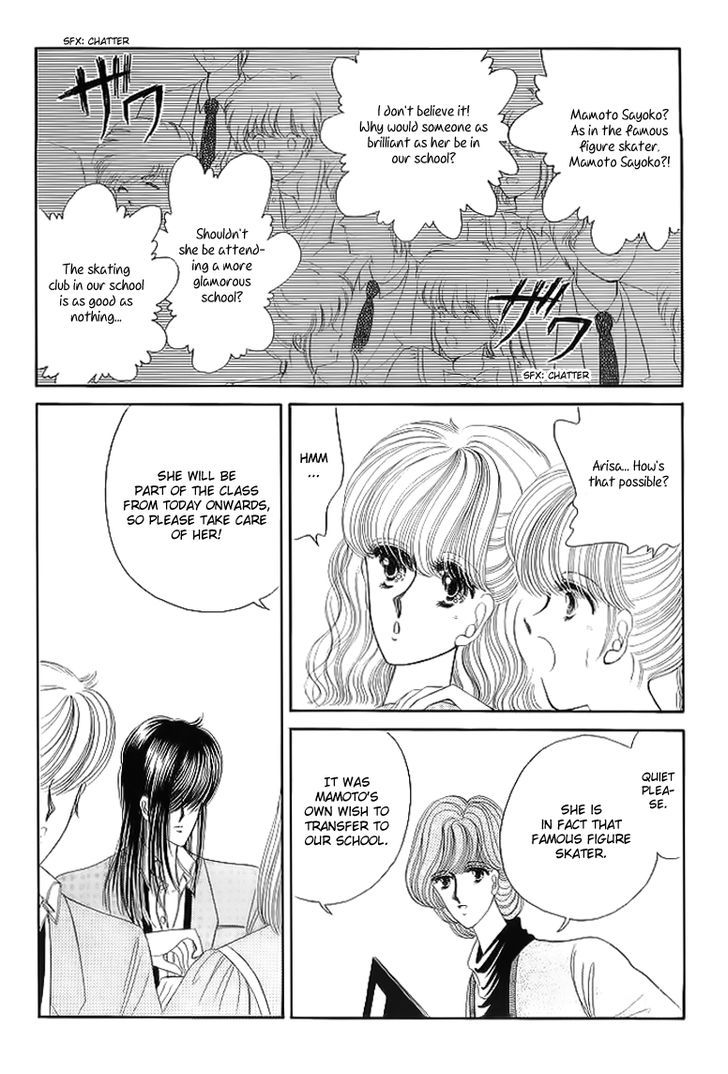 SFX: CHATTER
ザワ
Mamoto Sayoko?
As in the famous
figure skater.
Mamoto Sayoko?!
I don't believe it!
Why would someone as
brilliant as her be in
our school?
Shouldn't
she be attend-
ing a more
glamorous
school?
The skating
club in our school
is as good as
nothing...
ザワ
SFX: CHATTER
Arisa... How's
that possible?
HMM
...
SHE WILL BE
PART OF THE CLASS
FROM TODAY ONWARDS,
SO PLEASE TAKE CARE
OF HER!
QUIET
PLEA-
SE.
SHE IS
IN FACT THAT
FAMOUS FIGURE
SKATER.
IT WAS
MAMOTO'S
OWN WISH TO
TRANSFER TO
OUR SCHOOL.